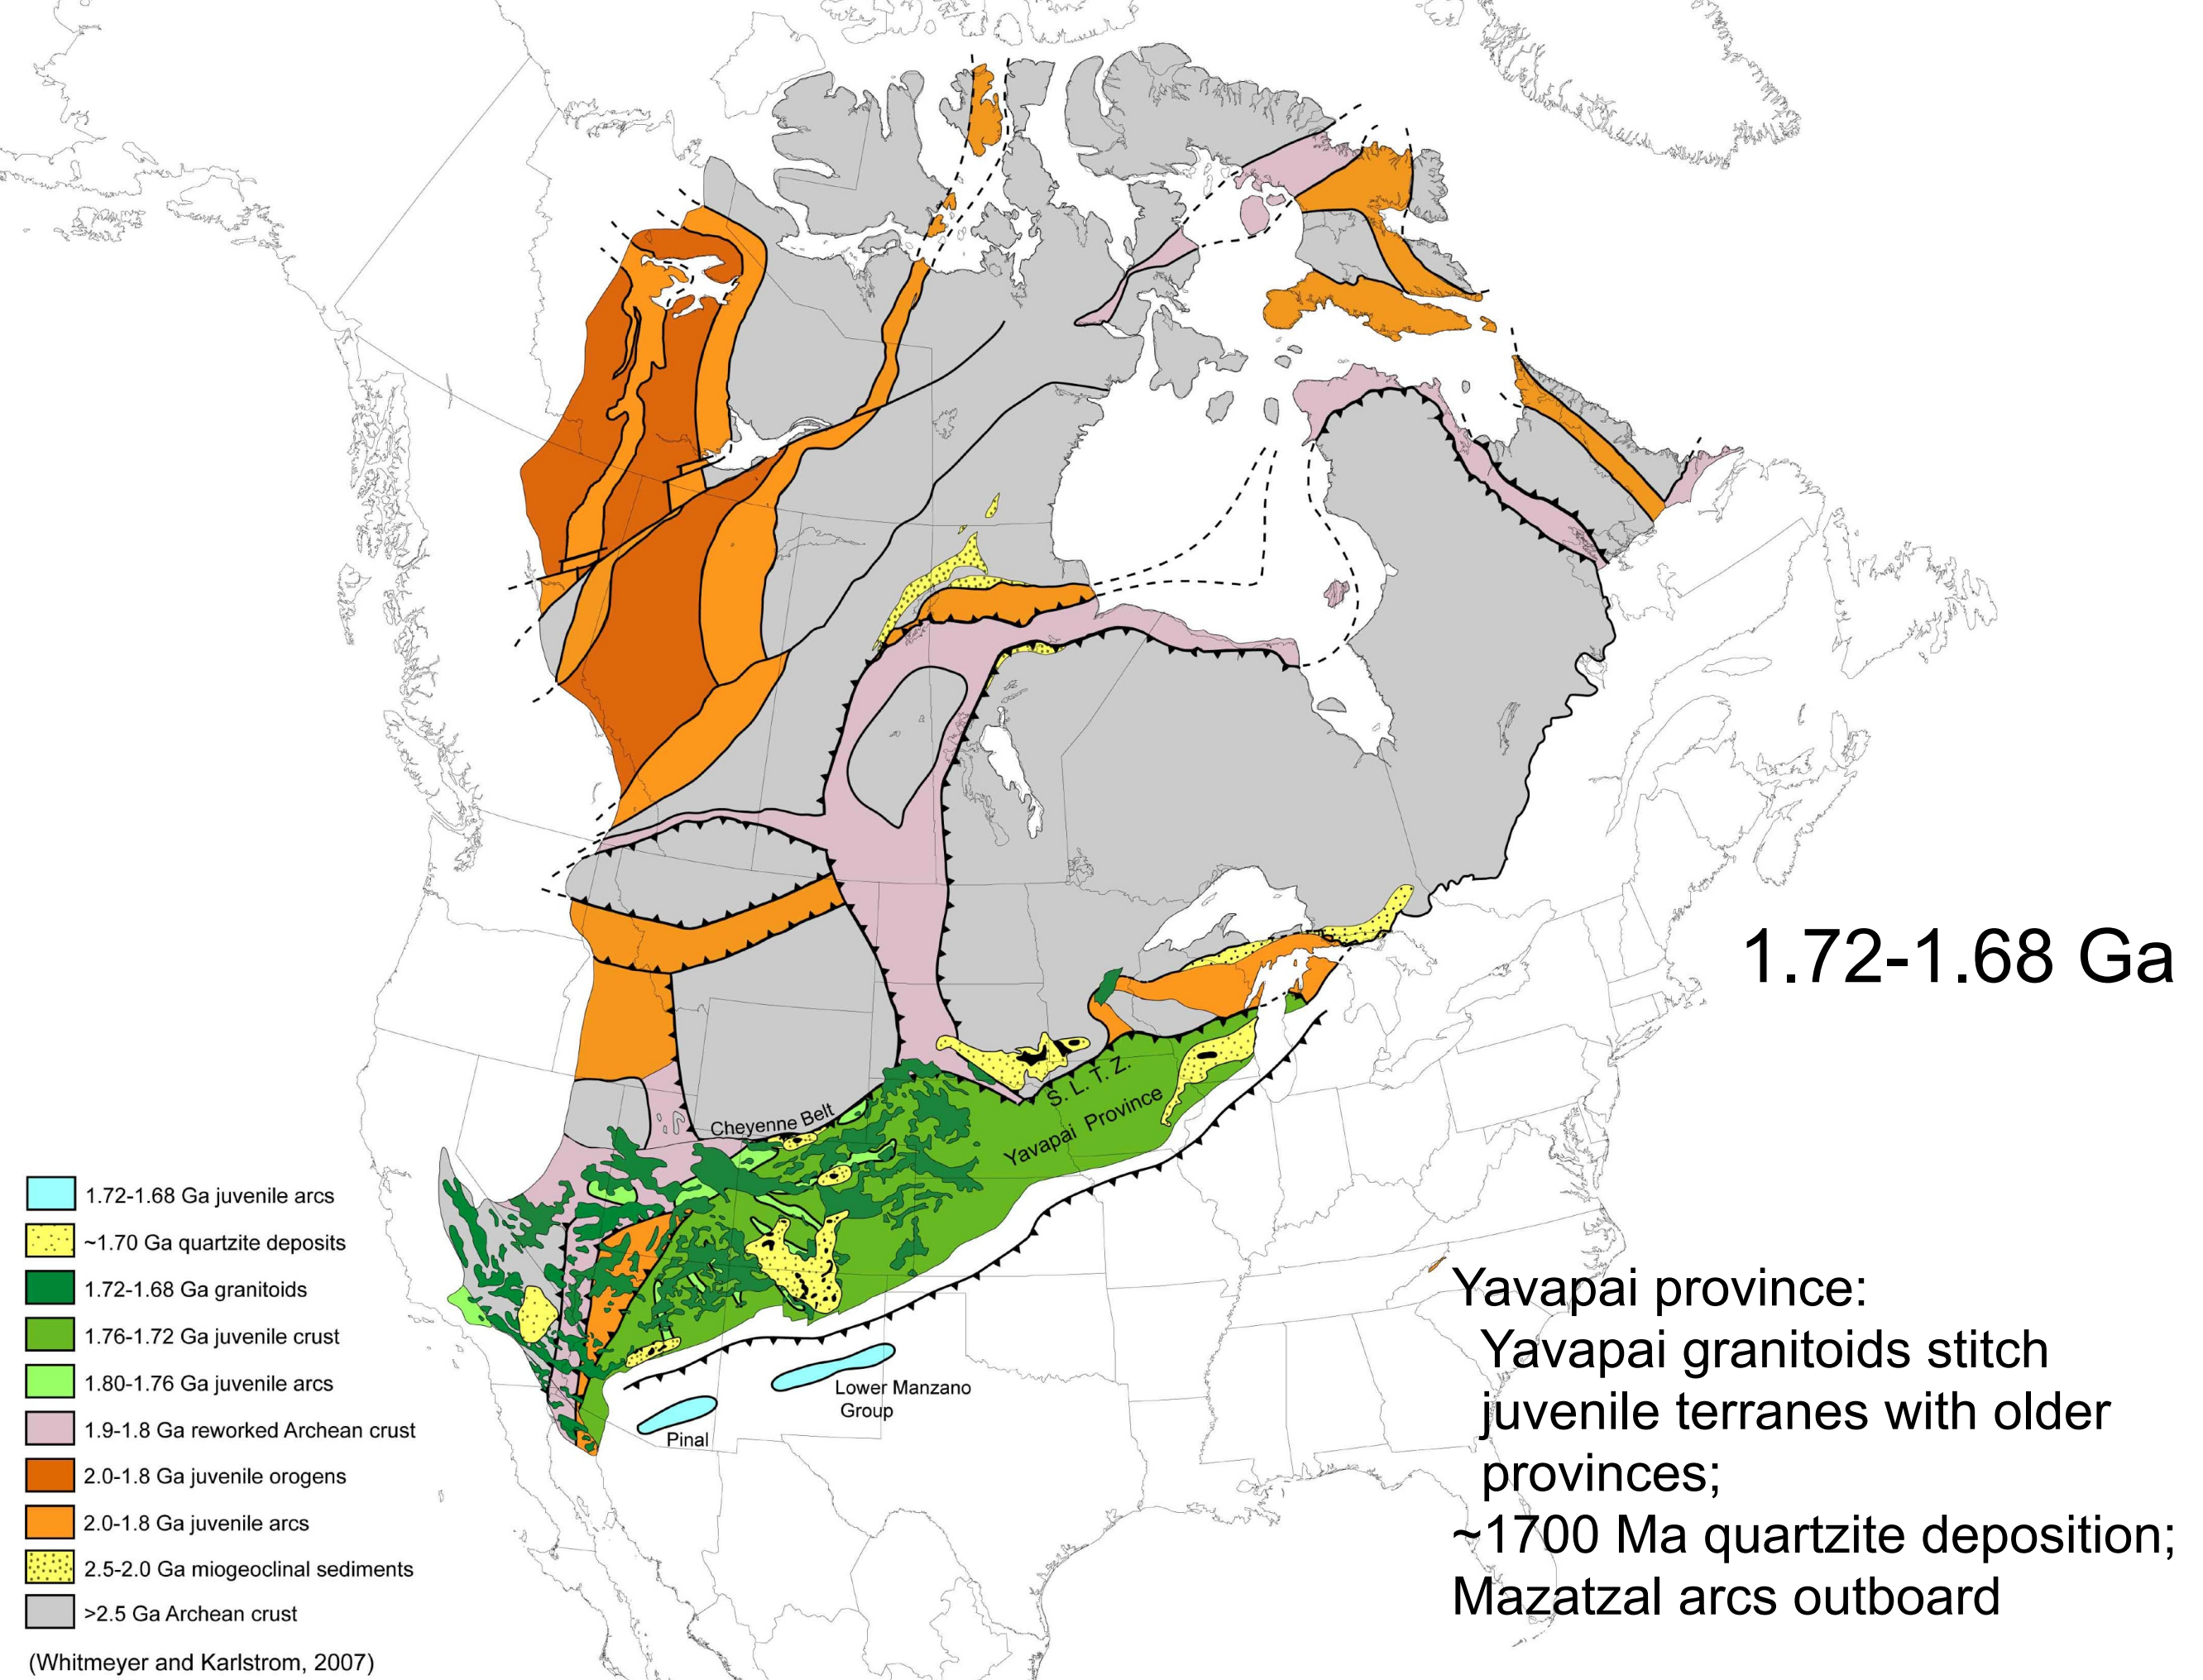 1.72-1.68 Ga
Cheyenne Belt
S. L. T. Z.
Yavapai Province
Lower Manzano
Group
Pinal
1.72-1.68 Ga juvenile arcs
~1.70 Ga quartzite deposits
1.72-1.68 Ga granitoids
1.76-1.72 Ga juvenile crust
1.80-1.76 Ga juvenile arcs
1.9-1.8 Ga reworked Archean crust
2.0-1.8 Ga juvenile orogens
2.0-1.8 Ga juvenile arcs
2.5-2.0 Ga miogeoclinal sediments
>2.5 Ga Archean crust
(Whitmeyer and Karlstrom, 2007)
Yavapai province:
Yavapai granitoids stitch
juvenile terranes with older
provinces;
~1700 Ma quartzite deposition;
Mazatzal arcs outboard